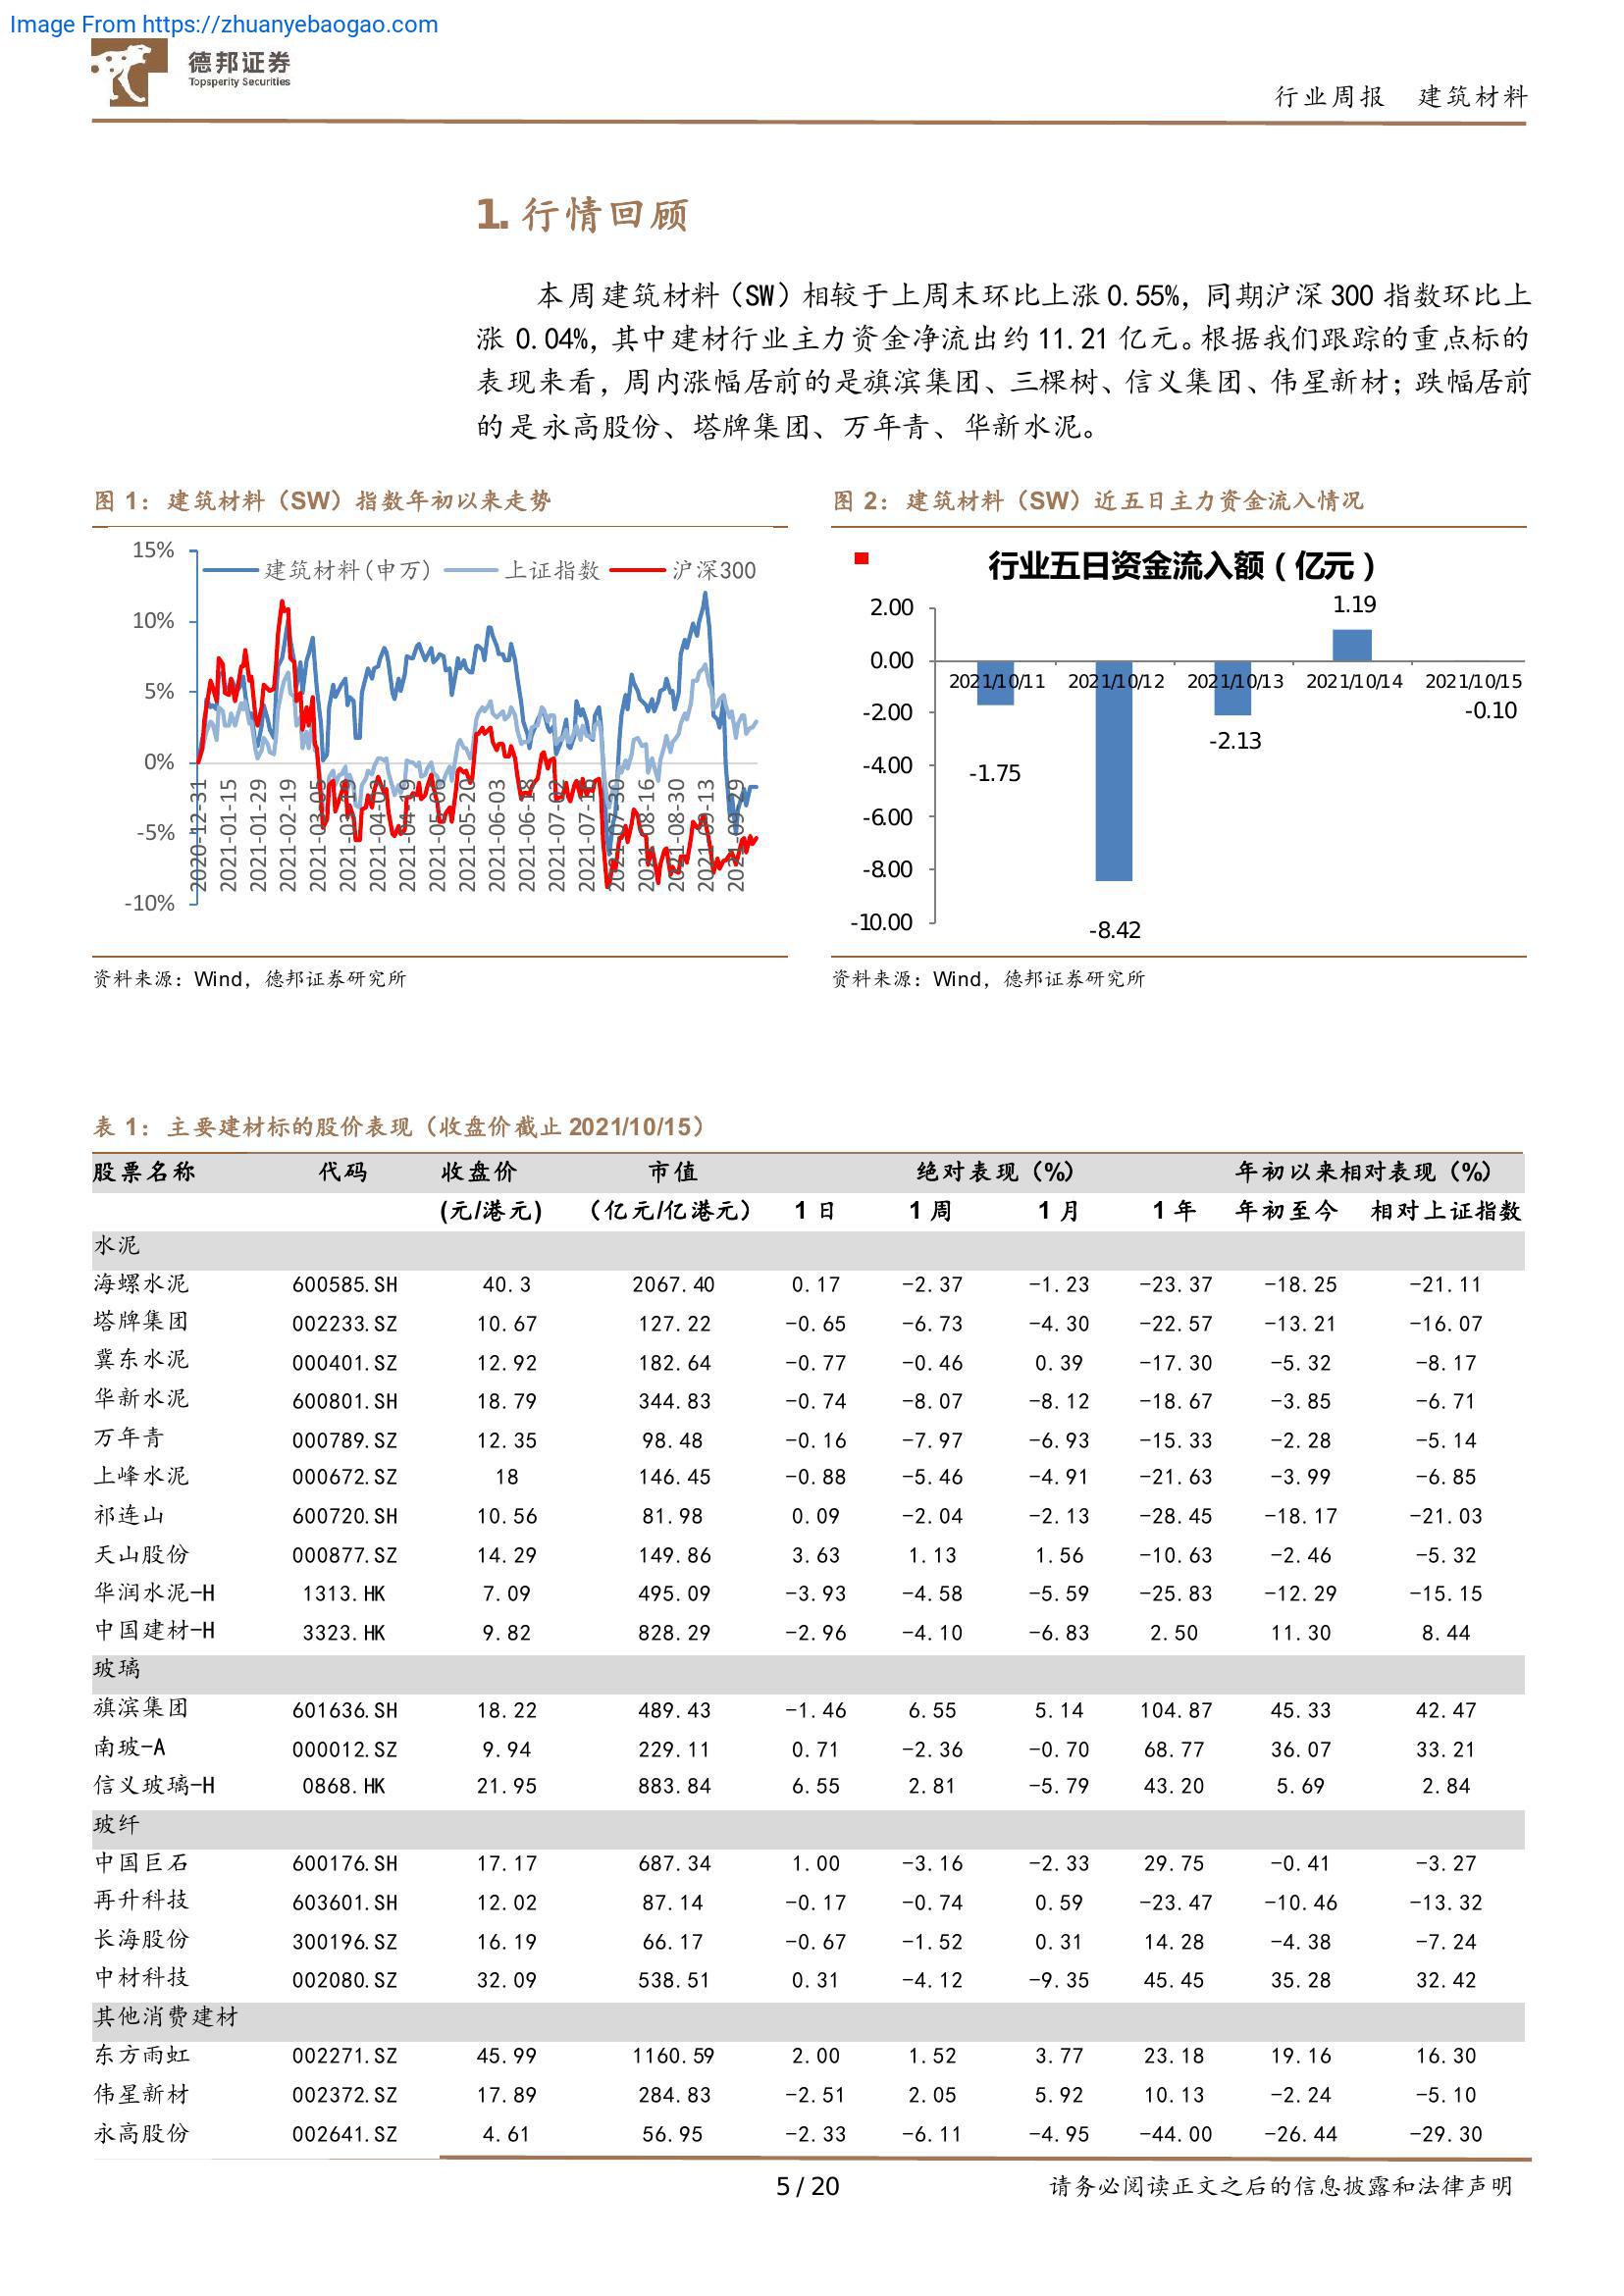 Image From https://zhuanyebaogao.com
德邦证券
Topsperity Securities
行业周报 建筑材料
1. 行情回顾
本周建筑材料（SW）相较于上周末环比上涨 0.55%，同期沪深 300 指数环比上
涨 0.04%，其中建材行业主力资金净流出约 11.21 亿元。根据我们跟踪的重点标的
表现来看，周内涨幅居前的是旗滨集团、三棵树、信义集团、伟星新材；跌幅居前
的是永高股份、塔牌集团、万年青、华新水泥。
图 1：建筑材料（SW）指数年初以来走势
15%
10%
5%
0%
-5%
-10%
建筑材料(申万) 上证指数 沪深300
2020-12-31 2021-01-15 2021-01-29 2021-02-19 2021-03-05 2021-03-19 2021-04-02 2021-04-19 2021-05-06 2021-05-20 2021-06-03 2021-06-18 2021-07-02 2021-07-16 2021-07-30 2021-08-16 2021-08-30 2021-09-13 2021-09-29
资料来源：Wind，德邦证券研究所
图 2：建筑材料（SW）近五日主力资金流入情况
行业五日资金流入额（亿元）
2.00
0.00
-2.00
-4.00
-6.00
-8.00
-10.00
2021/10/11 2021/10/12 2021/10/13 2021/10/14 2021/10/15
-1.75 -8.42 -2.13 1.19 -0.10
资料来源：Wind，德邦证券研究所
表 1：主要建材标的股价表现（收盘价截止 2021/10/15）
股票名称 代码 收盘价 市值 绝对表现（%） 年初以来相对表现（%）
(元/港元) （亿元/亿港元） 1 日 1 周 1 月 1 年 年初至今 相对上证指数
水泥
海螺水泥 600585.SH 40.3 2067.40 0.17 -2.37 -1.23 -23.37 -18.25 -21.11
塔牌集团 002233.SZ 10.67 127.22 -0.65 -6.73 -4.30 -22.57 -13.21 -16.07
冀东水泥 000401.SZ 12.92 182.64 -0.77 -0.46 0.39 -17.30 -5.32 -8.17
华新水泥 600801.SH 18.79 344.83 -0.74 -8.07 -8.12 -18.67 -3.85 -6.71
万年青 000789.SZ 12.35 98.48 -0.16 -7.97 -6.93 -15.33 -2.28 -5.14
上峰水泥 000672.SZ 18 146.45 -0.88 -5.46 -4.91 -21.63 -3.99 -6.85
祁连山 600720.SH 10.56 81.98 0.09 -2.04 -2.13 -28.45 -18.17 -21.03
天山股份 000877.SZ 14.29 149.86 3.63 1.13 1.56 -10.63 -2.46 -5.32
华润水泥-H 1313.HK 7.09 495.09 -3.93 -4.58 -5.59 -25.83 -12.29 -15.15
中国建材-H 3323.HK 9.82 828.29 -2.96 -4.10 -6.83 2.50 11.30 8.44
玻璃
旗滨集团 601636.SH 18.22 489.43 -1.46 6.55 5.14 104.87 45.33 42.47
南玻-A 000012.SZ 9.94 229.11 0.71 -2.36 -0.70 68.77 36.07 33.21
信义玻璃-H 0868.HK 21.95 883.84 6.55 2.81 -5.79 43.20 5.69 2.84
玻纤
中国巨石 600176.SH 17.17 687.34 1.00 -3.16 -2.33 29.75 -0.41 -3.27
再升科技 603601.SH 12.02 87.14 -0.17 -0.74 0.59 -23.47 -10.46 -13.32
长海股份 300196.SZ 16.19 66.17 -0.67 -1.52 0.31 14.28 -4.38 -7.24
中材科技 002080.SZ 32.09 538.51 0.31 -4.12 -9.35 45.45 35.28 32.42
其他消费建材
东方雨虹 002271.SZ 45.99 1160.59 2.00 1.52 3.77 23.18 19.16 16.30
伟星新材 002372.SZ 17.89 284.83 -2.51 2.05 5.92 10.13 -2.24 -5.10
永高股份 002641.SZ 4.61 56.95 -2.33 -6.11 -4.95 -44.00 -26.44 -29.30
5 / 20
请务必阅读正文之后的信息披露和法律声明